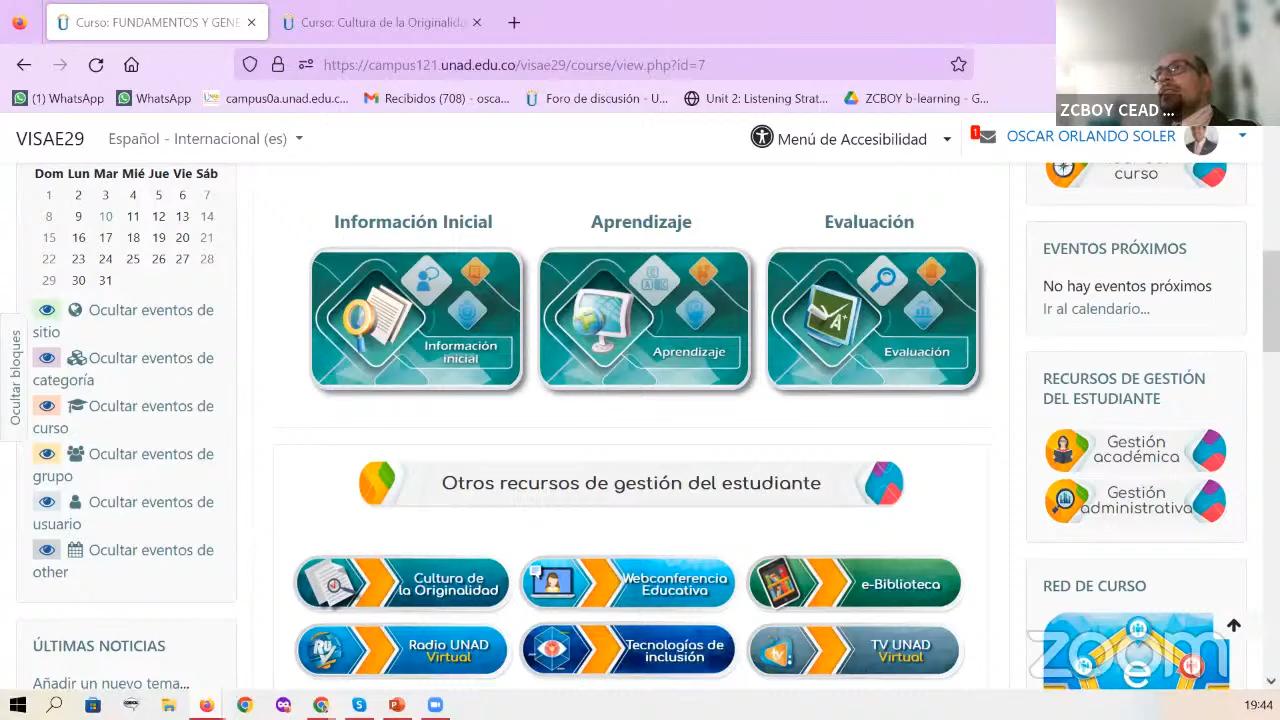 Curso: FUNDAMENTOS Y GENE
Curso: Cultura de la Originalida
https://campus121.unad.edu.co/visae29/course/view.php?id=7
(1) WhatsApp
WhatsApp
campus0a.unad.edu.c...
Recibidos (708) - osca...
Foro de discusión - U...
Unit 2: Listening Strat...
ZCBOY b-learning - G...
ZCBOY CEAD ...
VISAE29
Español - Internacional (es)
Menú de Accesibilidad
1
OSCAR ORLANDO SOLER
Dom Lun Mar Mié Jue Vie Sáb
1 2 3 4 5 6 7
8 9 10 11 12 13 14
15 16 17 18 19 20 21
22 23 24 25 26 27 28
29 30 31
Ocultar eventos de
sitio
Ocultar eventos de
categoría
Ocultar eventos de
curso
Ocultar eventos de
grupo
Ocultar eventos de
usuario
Ocultar eventos de
other
Ocultar bloques
ÚLTIMAS NOTICIAS
Añadir un nuevo tema...
Información Inicial
Aprendizaje
Evaluación
Información
inicial
Aprendizaje
Evaluación
A+
Otros recursos de gestión del estudiante
Cultura de
la Originalidad
Webconferencia
Educativa
e-Biblioteca
RU
Radio UNAD
Virtual
Tecnologías de
inclusión
tv
TV UNAD
Virtual
curso
EVENTOS PRÓXIMOS
No hay eventos próximos
Ir al calendario...
RECURSOS DE GESTIÓN
DEL ESTUDIANTE
Gestión
académica
Gestión
administrativa
RED DE CURSO
e
zoom
19:44